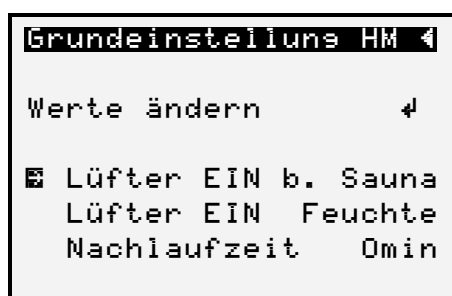 Grundeinstellung HM
Werte ändern
Lüfter EIN b. Sauna
Lüfter EIN Feuchte
Nachlaufzeit 0min